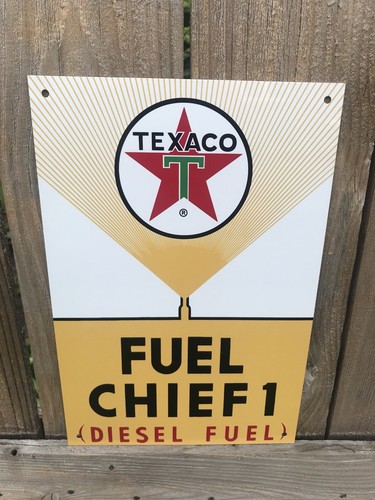 TEXACO
T
®
FUEL
CHIEF 1
(DIESEL FUEL)